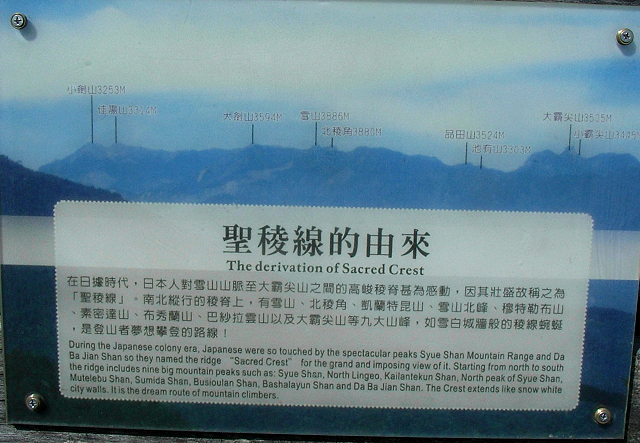 小劍山3253M
大劍山3594M
雪山3886M
北稜角3880M
品田山3524M
池有山3303M
大霸尖山
小霸尖山
聖稜線的由來
The derivation of Sacred Crest
在日據時代，日本人對雪山山脈至大霸尖山之間的高峻稜脊甚為感動，因其壯盛故稱之為
「聖稜線」。南北縱行的稜脊上，有雪山、北稜角、凱蘭特昆山、雪山北峰、穆特勒布山
、素密達山、布秀蘭山、巴紗拉雲山以及大霸尖山等九大山峰，如雪白城牆般的稜線蜿蜒
，是登山者夢想攀登的路線！
During the Japanese colony era, Japanese were so touched by the spectacular peaks Syue Shan Mountain Range and Da
Ba Jian Shan so they named the ridge “Sacred Crest” for the grand and imposing view of it. Starting from north to south
the ridge includes nine big mountain peaks such as: Syue Shan, North Lingeo, Kailantekun Shan, North peak of Syue Shan,
Mutelebu Shan, Sumida Shan, Busioulan Shan, Bashalayun Shan and Da Ba Jian Shan. The Crest extends like snow white
city walls. It is the dream route of mountain climbers.